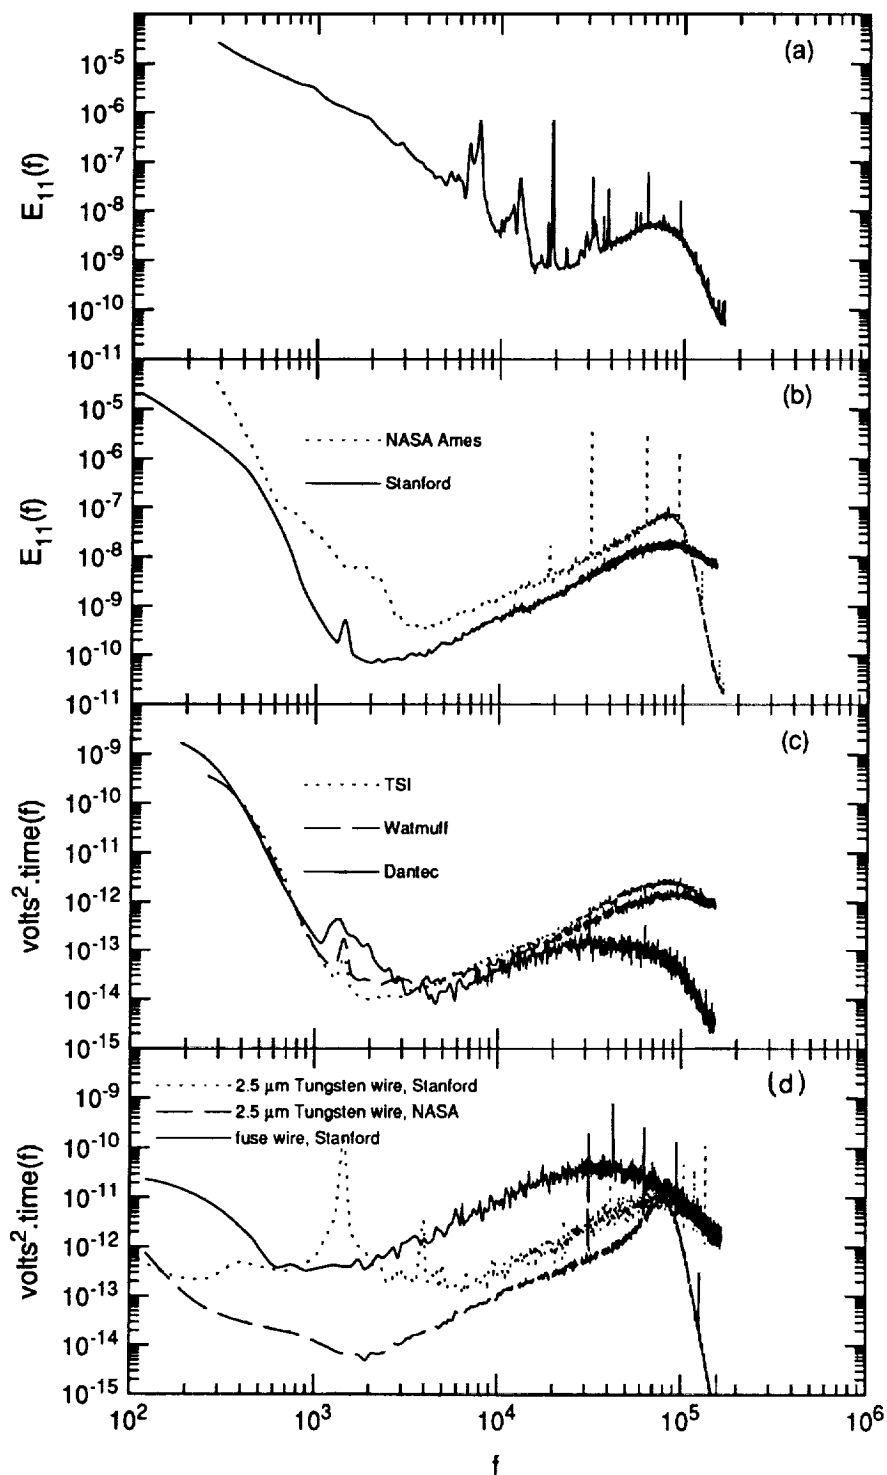 (a)
10⁻⁵
10⁻⁶
10⁻⁷
10⁻⁸
10⁻⁹
10⁻¹⁰
10⁻¹¹
E₁₁(f)
(b)
10⁻⁵
10⁻⁶
10⁻⁷
10⁻⁸
10⁻⁹
10⁻¹⁰
10⁻¹¹
E₁₁(f)
NASA Ames
Stanford
(c)
10⁻⁹
10⁻¹⁰
10⁻¹¹
10⁻¹²
10⁻¹³
10⁻¹⁴
10⁻¹⁵
volts².time(f)
TSI
Watmuff
Dantec
(d)
10⁻⁹
10⁻¹⁰
10⁻¹¹
10⁻¹²
10⁻¹³
10⁻¹⁴
10⁻¹⁵
volts².time(f)
2.5 μm Tungsten wire, Stanford
2.5 μm Tungsten wire, NASA
fuse wire, Stanford
10² 10³ 10⁴ 10⁵ 10⁶
f